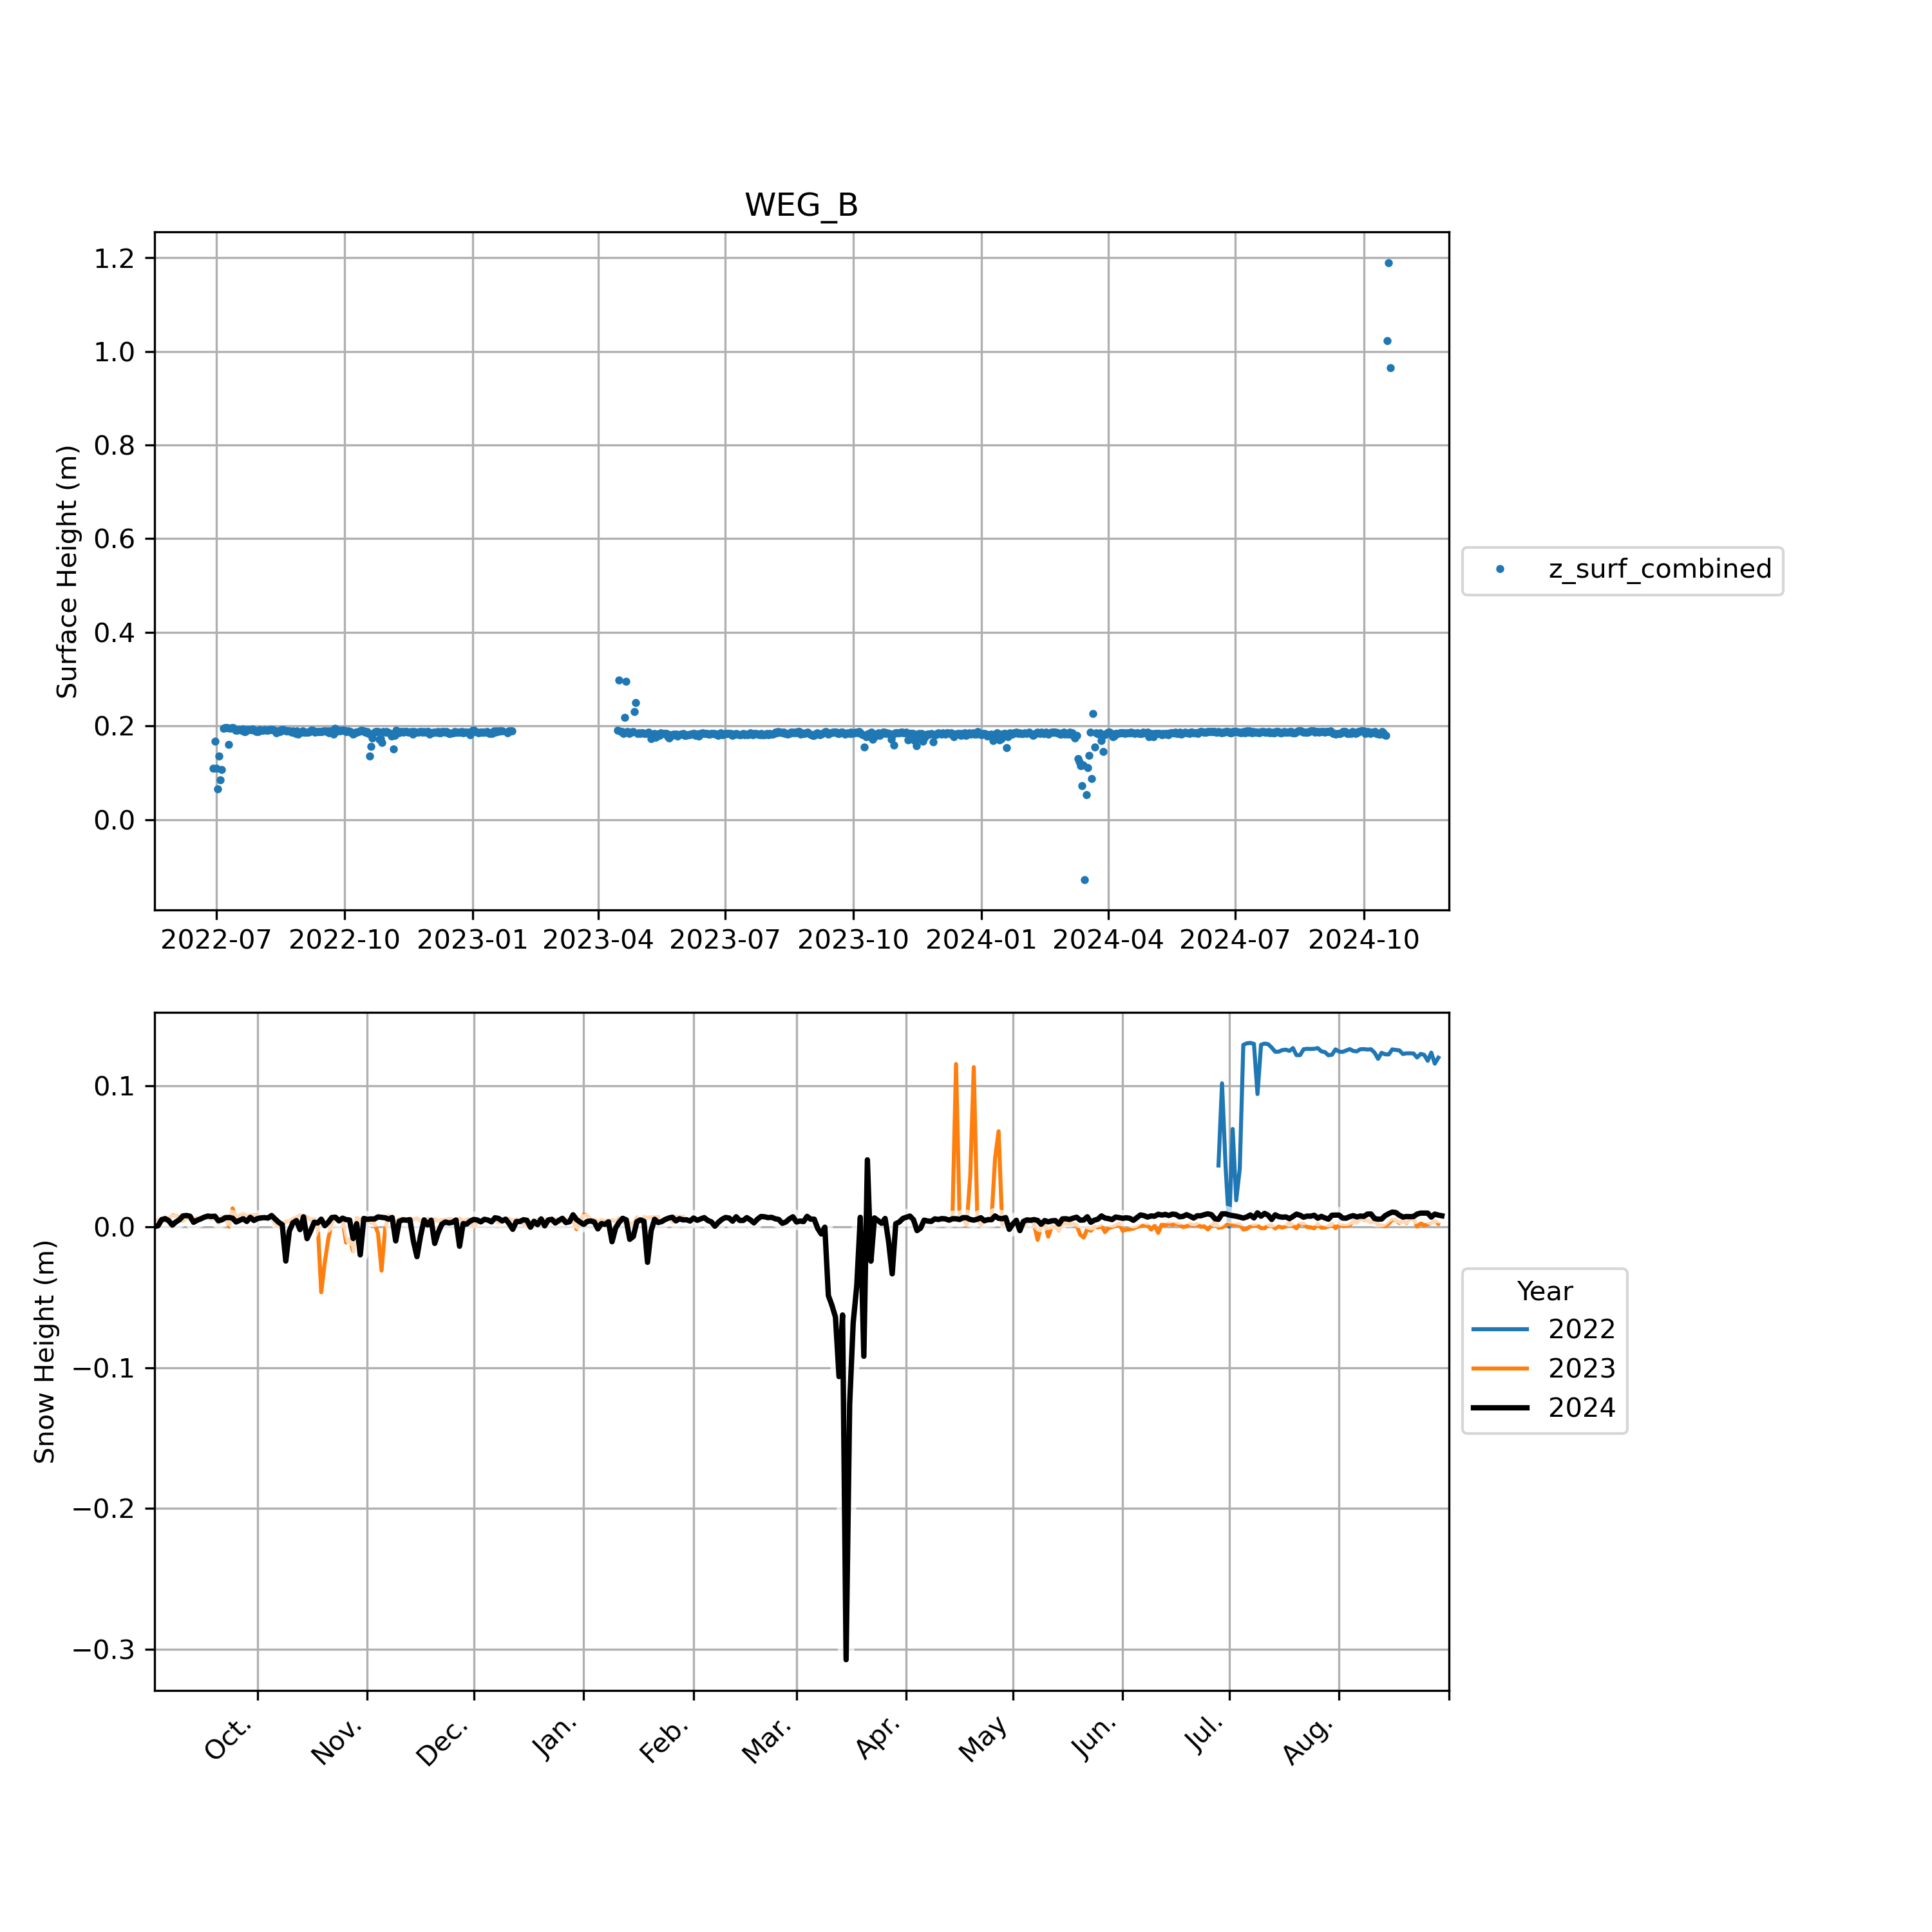 WEG_B
1.2
1.0
0.8
0.6
0.4
0.2
0.0
Surface Height (m)
2022-07 2022-10 2023-01 2023-04 2023-07 2023-10 2024-01 2024-04 2024-07 2024-10
z_surf_combined
0.1
0.0
−0.1
−0.2
−0.3
Snow Height (m)
Oct. Nov. Dec. Jan. Feb. Mar. Apr. May Jun. Jul. Aug.
Year
2022
2023
2024